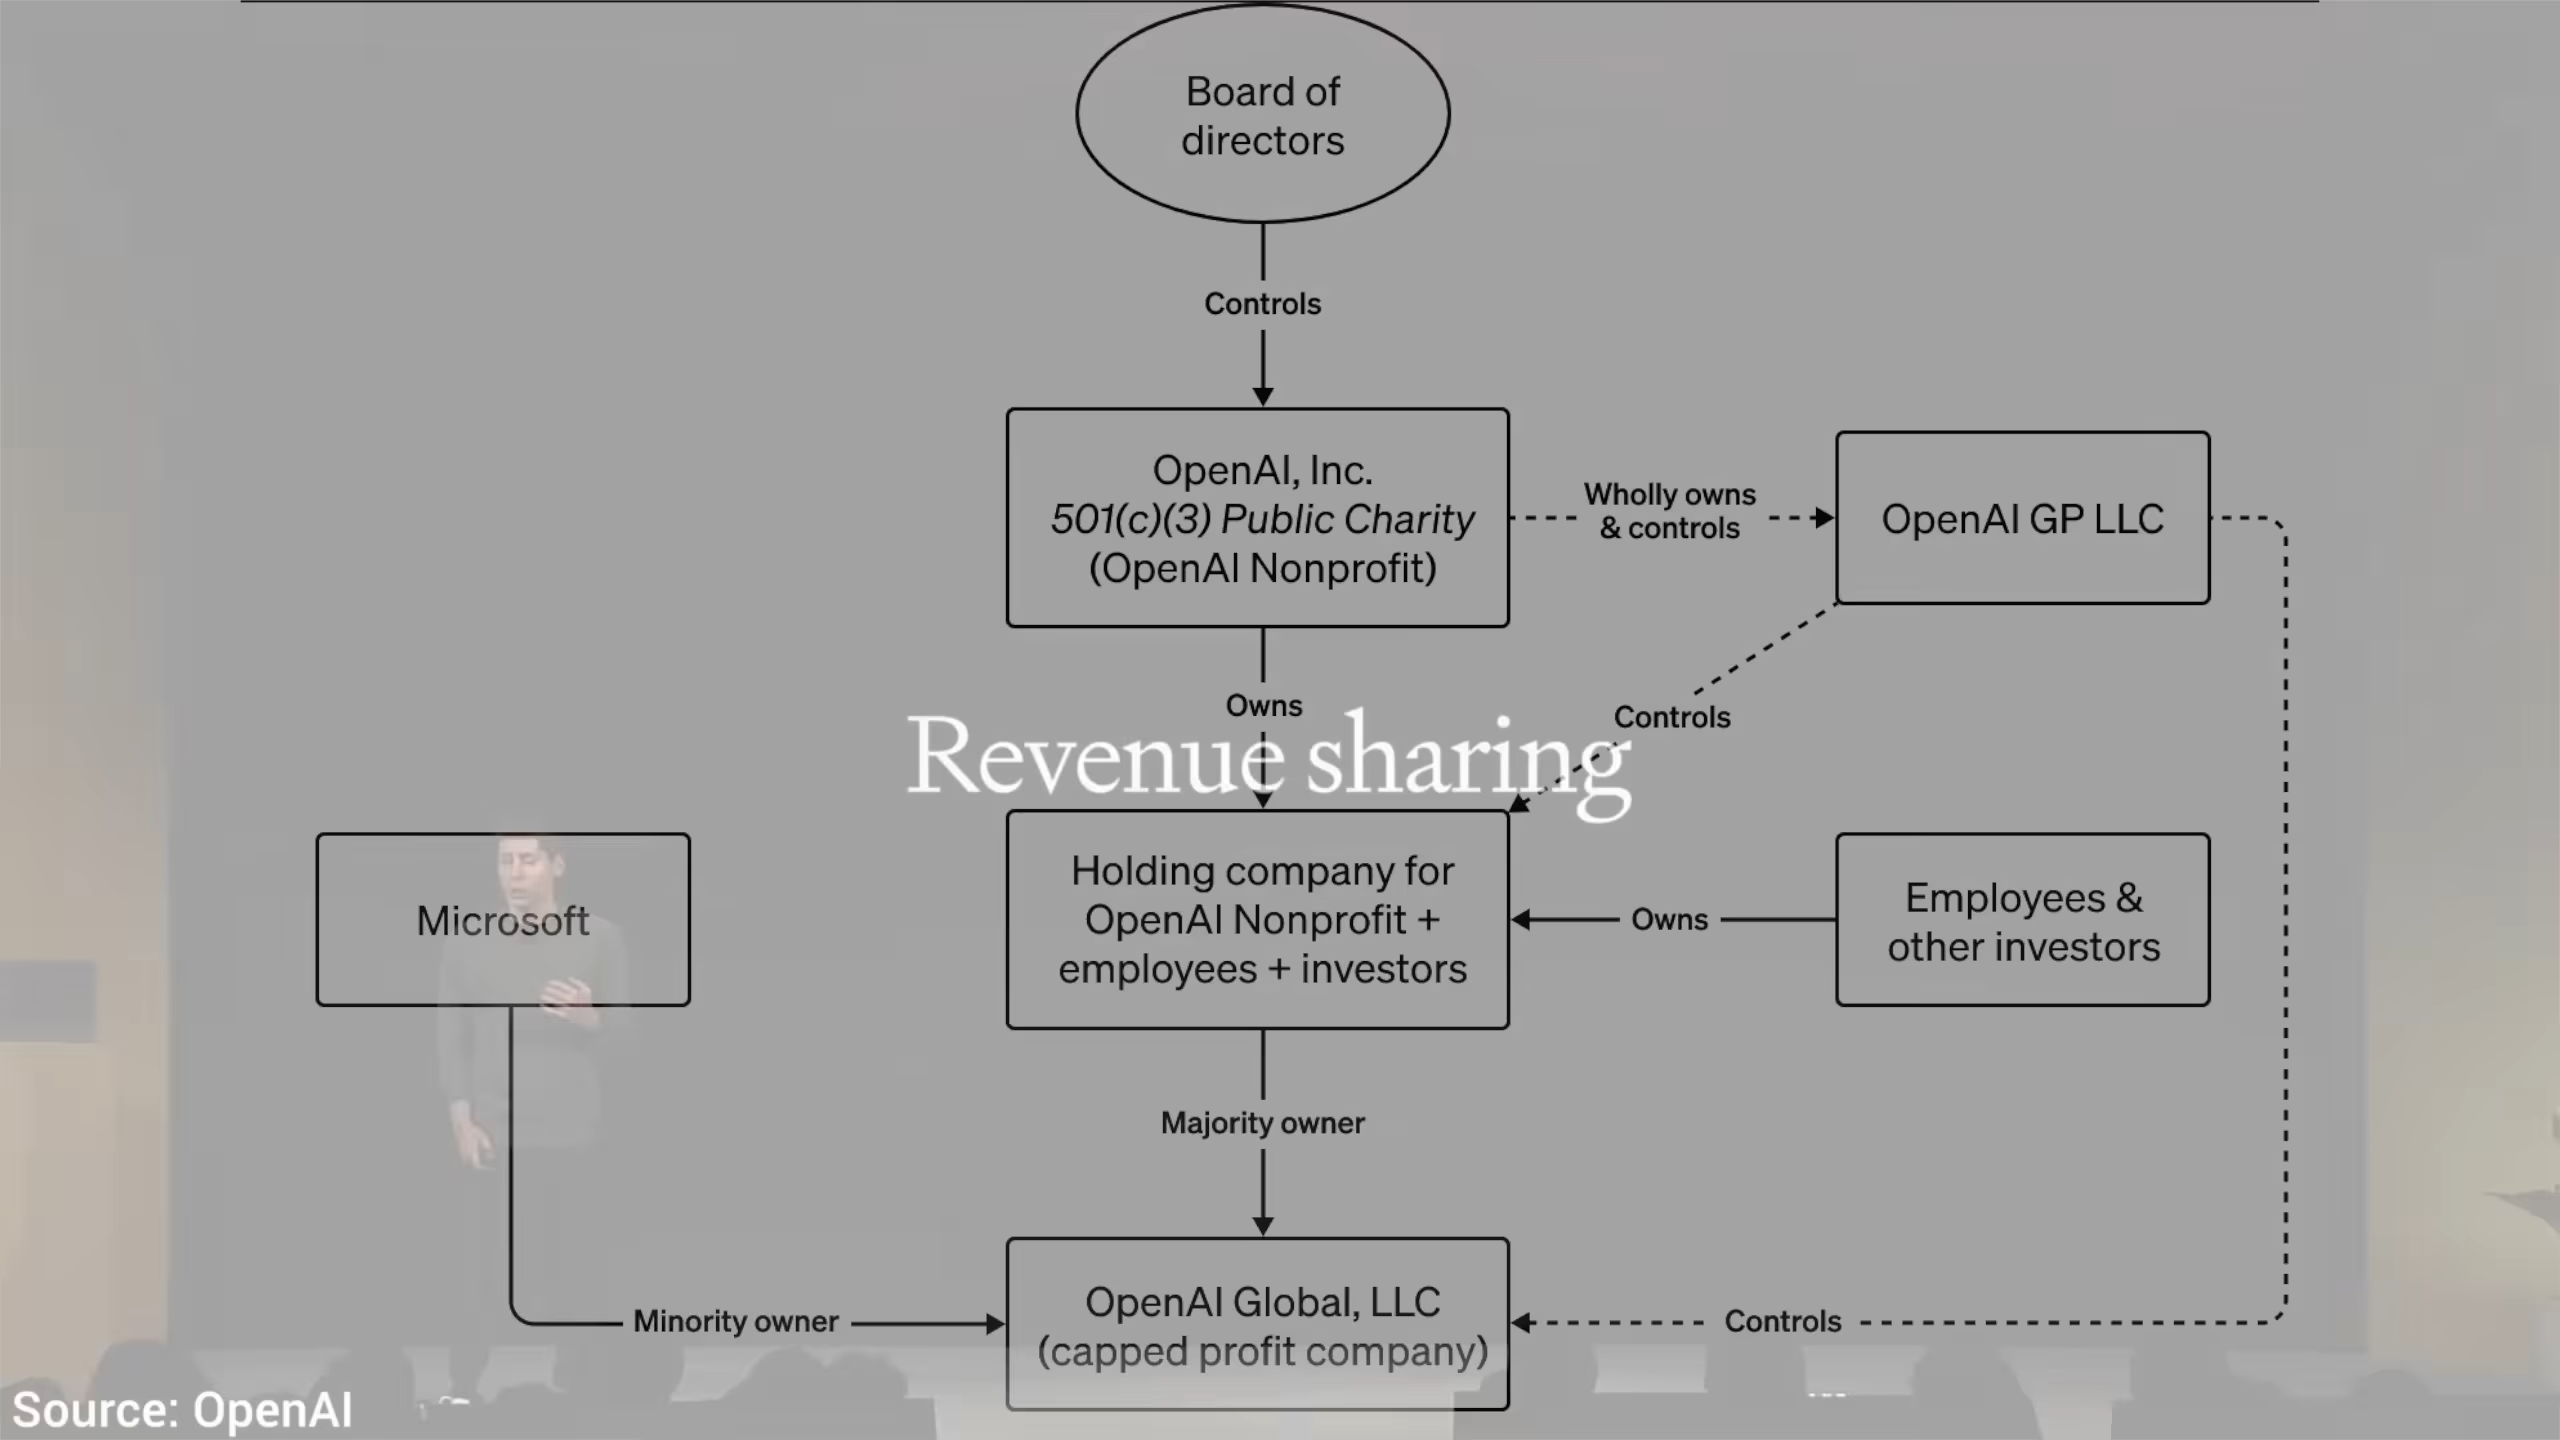 Board of
directors
Controls
OpenAI, Inc.
501(c)(3) Public Charity
(OpenAI Nonprofit)
Wholly owns
& controls
OpenAI GP LLC
Owns
Controls
Revenue sharing
Microsoft
Holding company for
OpenAI Nonprofit +
employees + investors
Owns
Employees &
other investors
Majority owner
Minority owner
OpenAI Global, LLC
(capped profit company)
Controls
Source: OpenAI